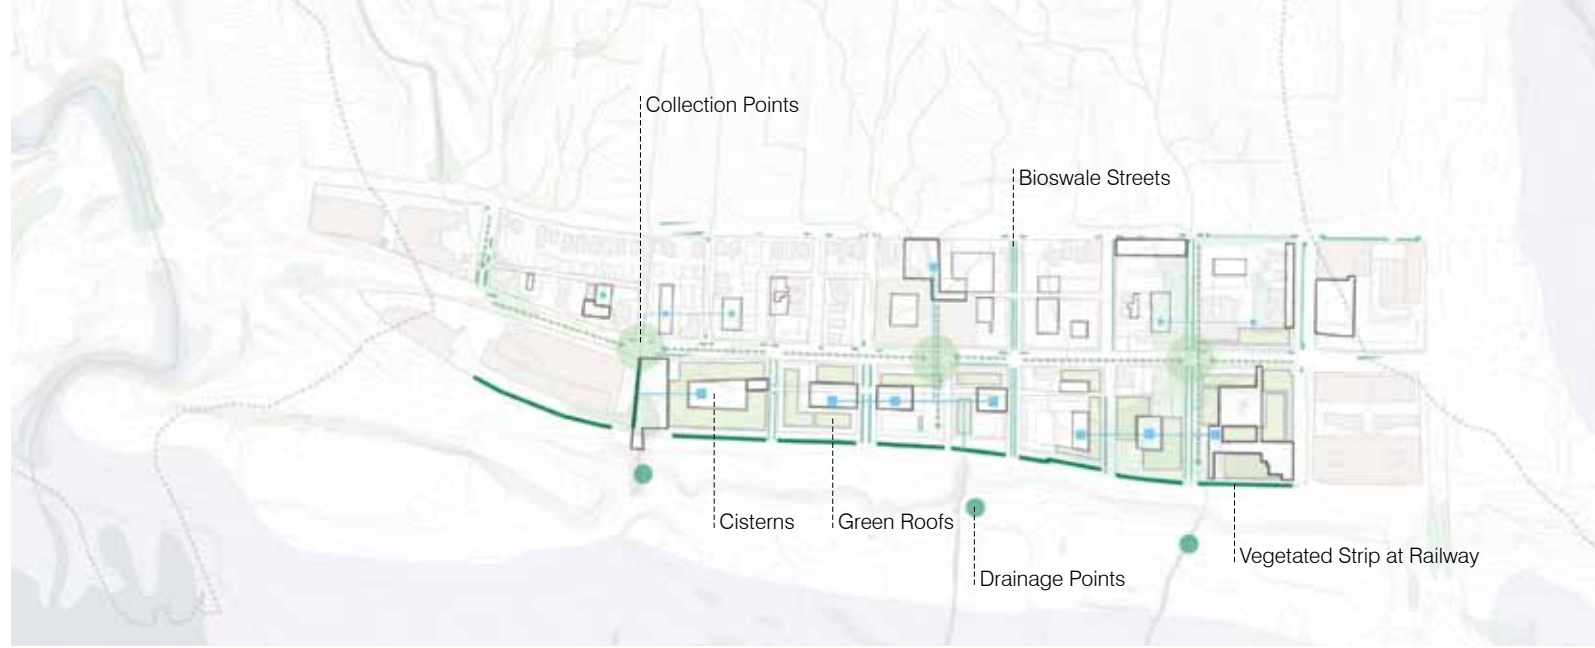 Collection Points
Bioswale Streets
Cisterns
Green Roofs
Vegetated Strip at Railway
Drainage Points